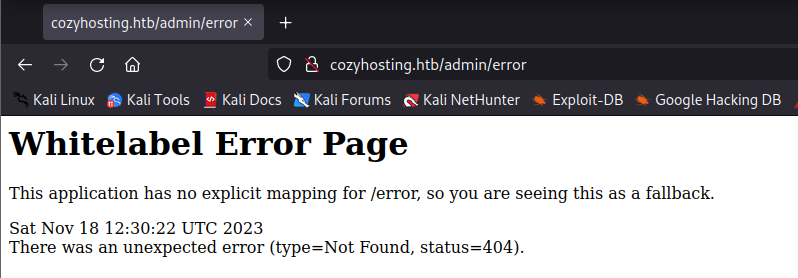 cozyhosting.htb/admin/error
cozyhosting.htb/admin/error
Kali Linux Kali Tools Kali Docs Kali Forums Kali NetHunter Exploit-DB Google Hacking DB
Whitelabel Error Page
This application has no explicit mapping for /error, so you are seeing this as a fallback.
Sat Nov 18 12:30:22 UTC 2023
There was an unexpected error (type=Not Found, status=404).